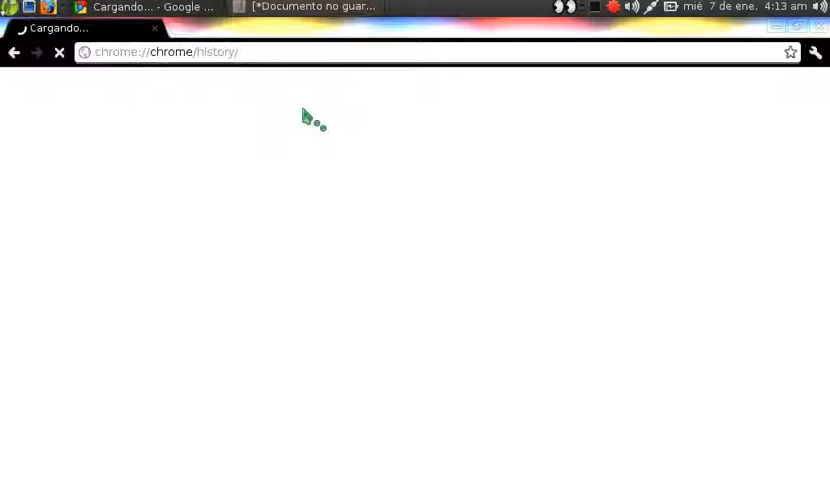 Cargando... - Google ...
[*Documento no guar...
mié 7 de ene, 4:13 am
Cargando...
chrome://chrome/history/